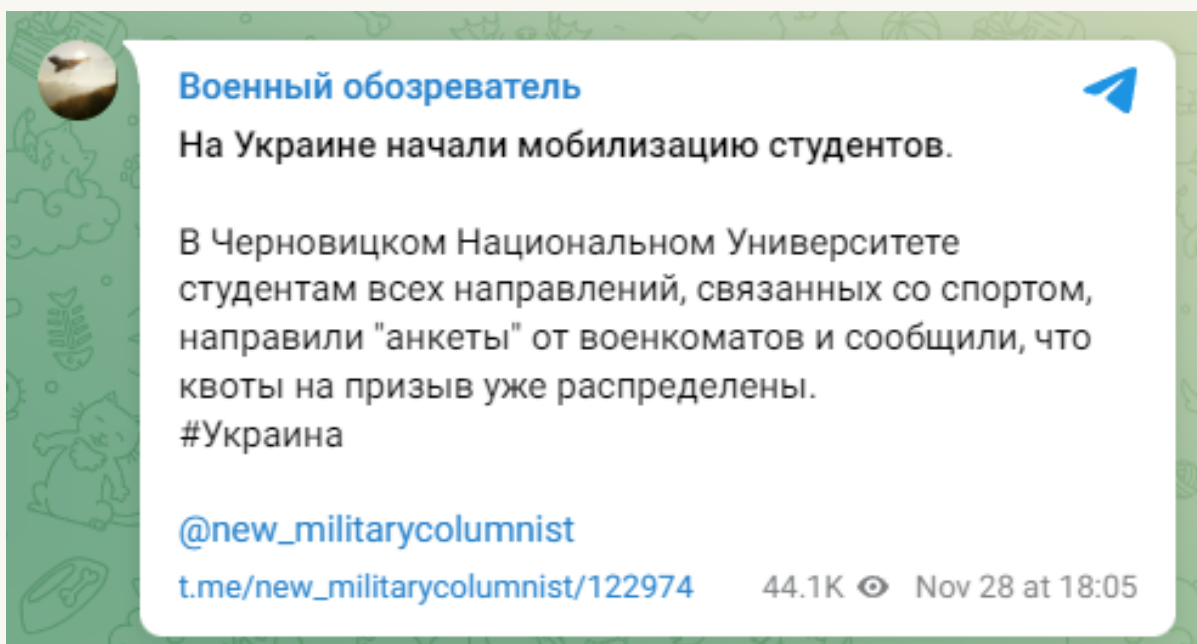 Военный обозреватель
На Украине начали мобилизацию студентов.
В Черновицком Национальном Университете
студентам всех направлений, связанных со спортом,
направили "анкеты" от военкоматов и сообщили, что
квоты на призыв уже распределены.
#Украина
@new_militarycolumnist
t.me/new_militarycolumnist/122974 44.1K Nov 28 at 18:05